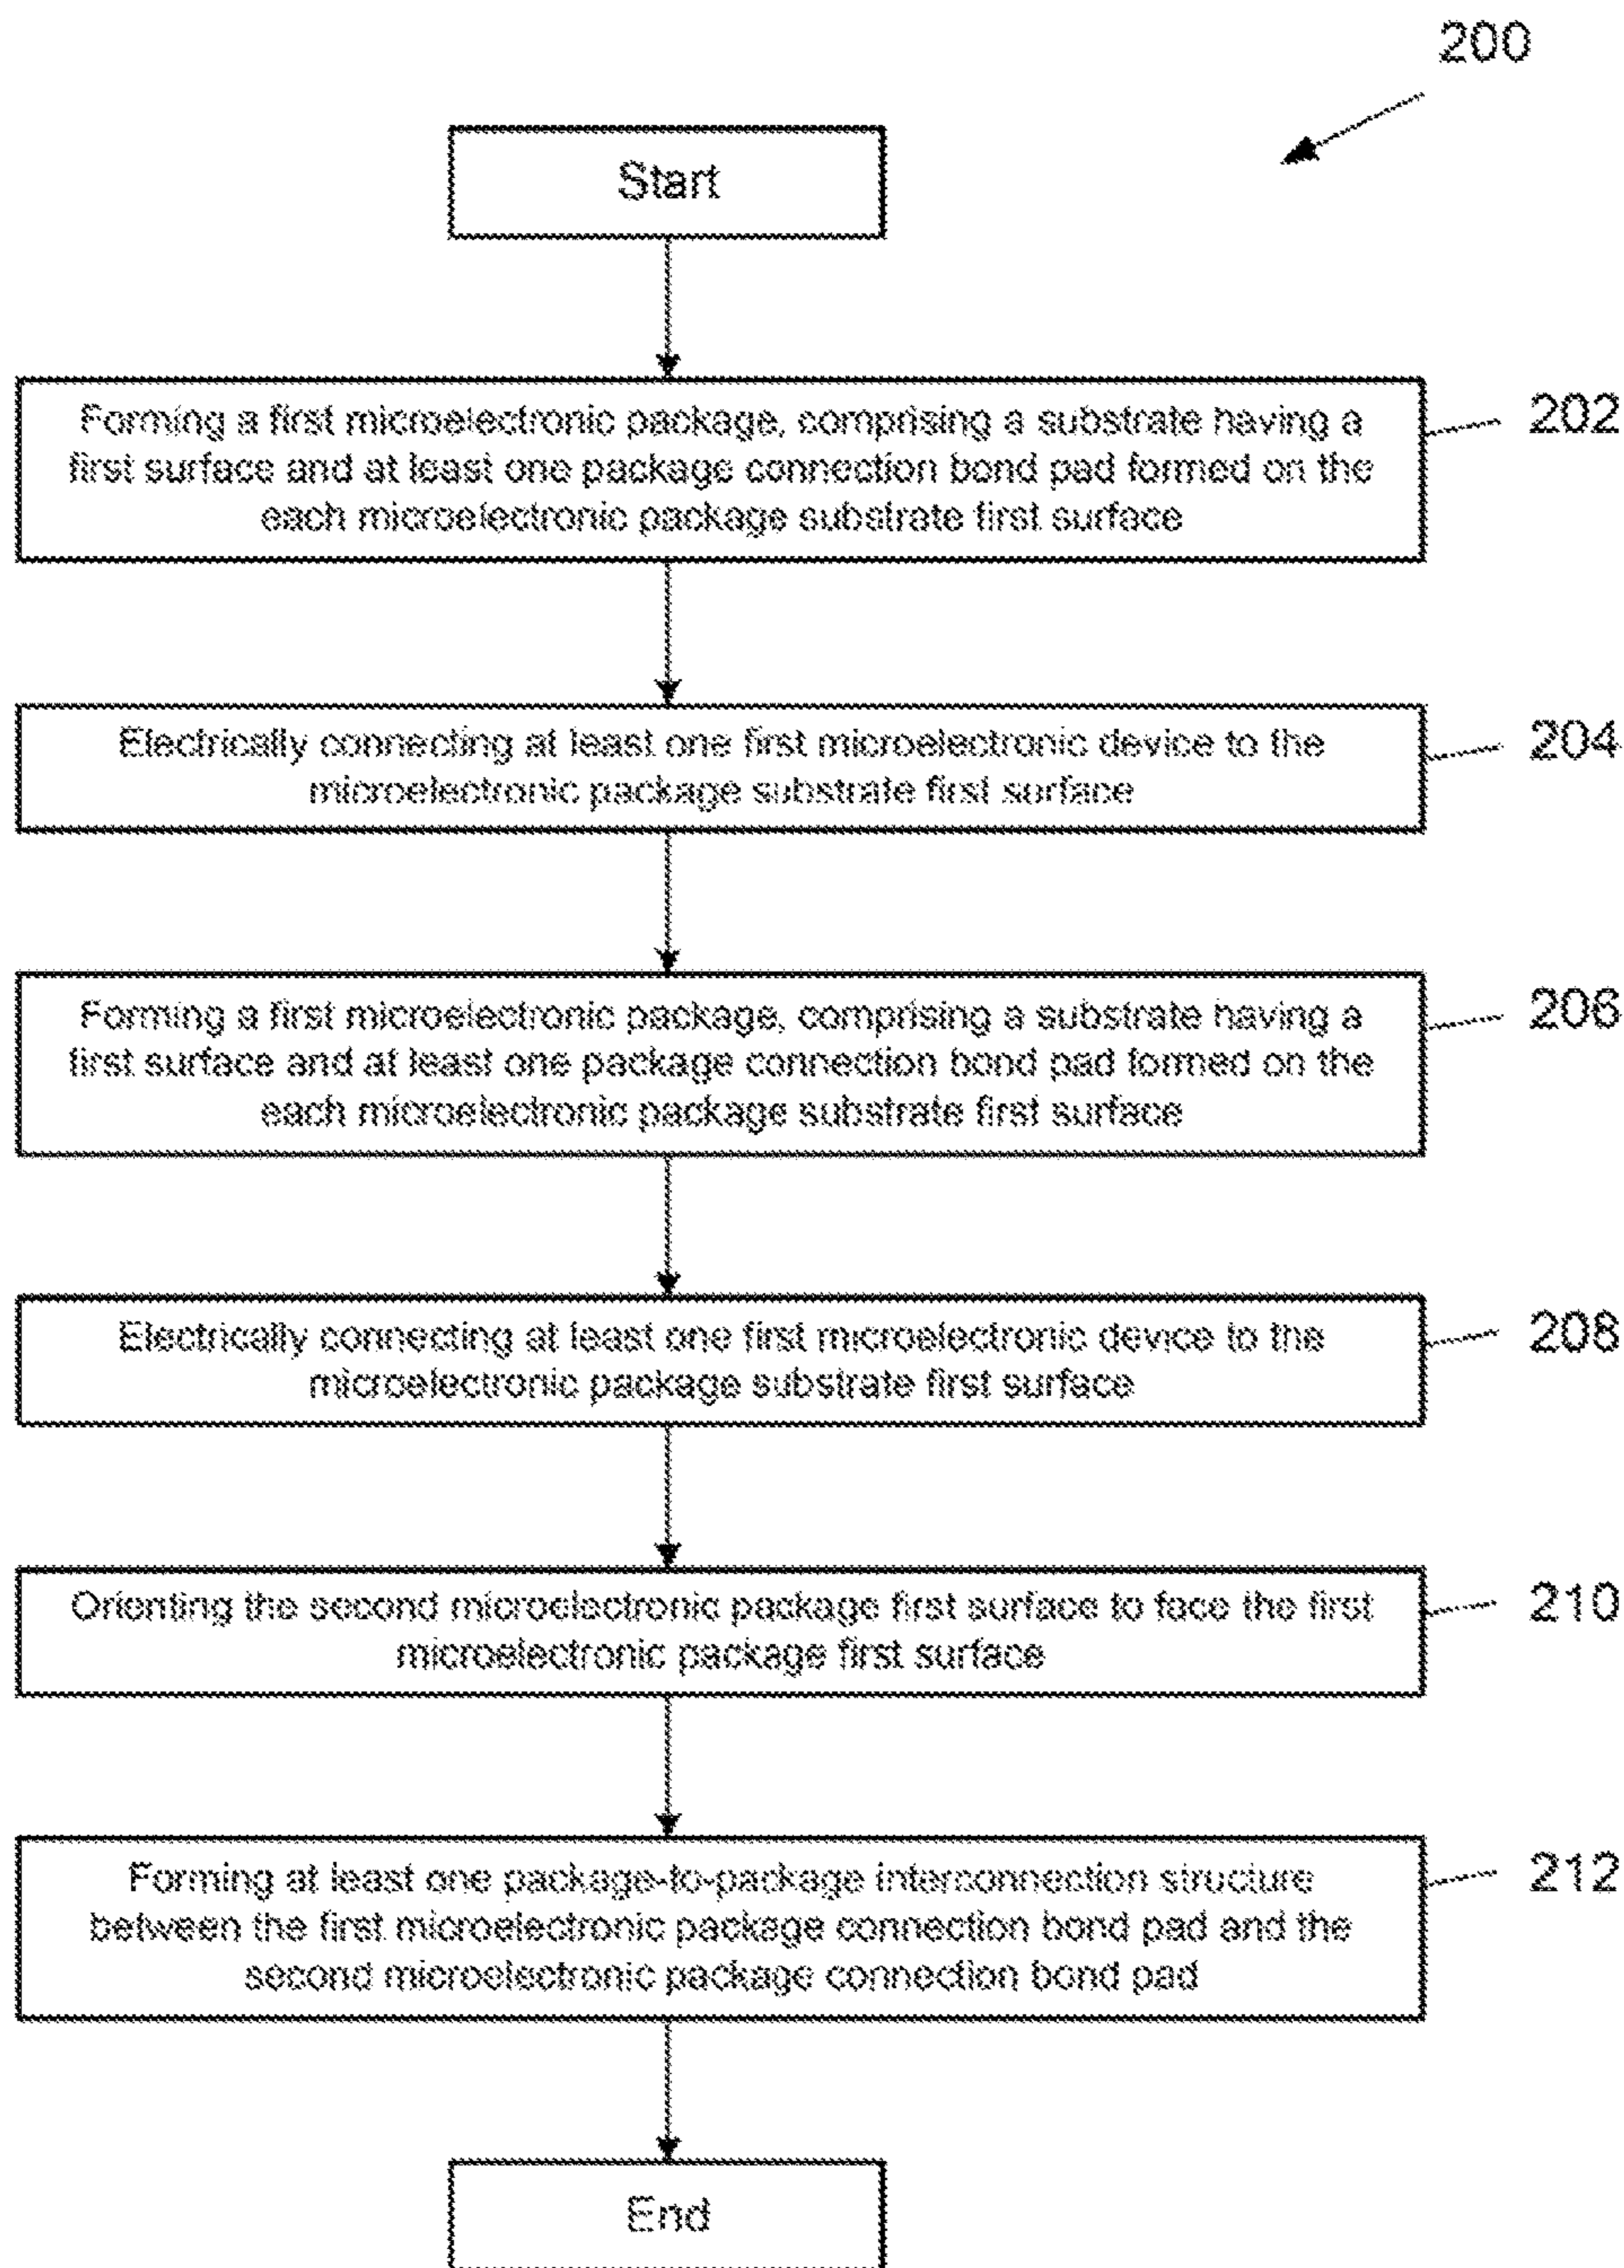 200
Start
Forming a first microelectronic package, comprising a substrate having a
first surface and at least one package connection bond pad formed on the
each microelectronic package substrate first surface
202
Electrically connecting at least one first microelectronic device to the
microelectronic package substrate first surface
204
Forming a first microelectronic package, comprising a substrate having a
first surface and at least one package connection bond pad formed on the
each microelectronic package substrate first surface
206
Electrically connecting at least one first microelectronic device to the
microelectronic package substrate first surface
208
Orienting the second microelectronic package first surface to face the first
microelectronic package first surface
210
Forming at least one package-to-package interconnection structure
between the first microelectronic package connection bond pad and the
second microelectronic package connection bond pad
212
End